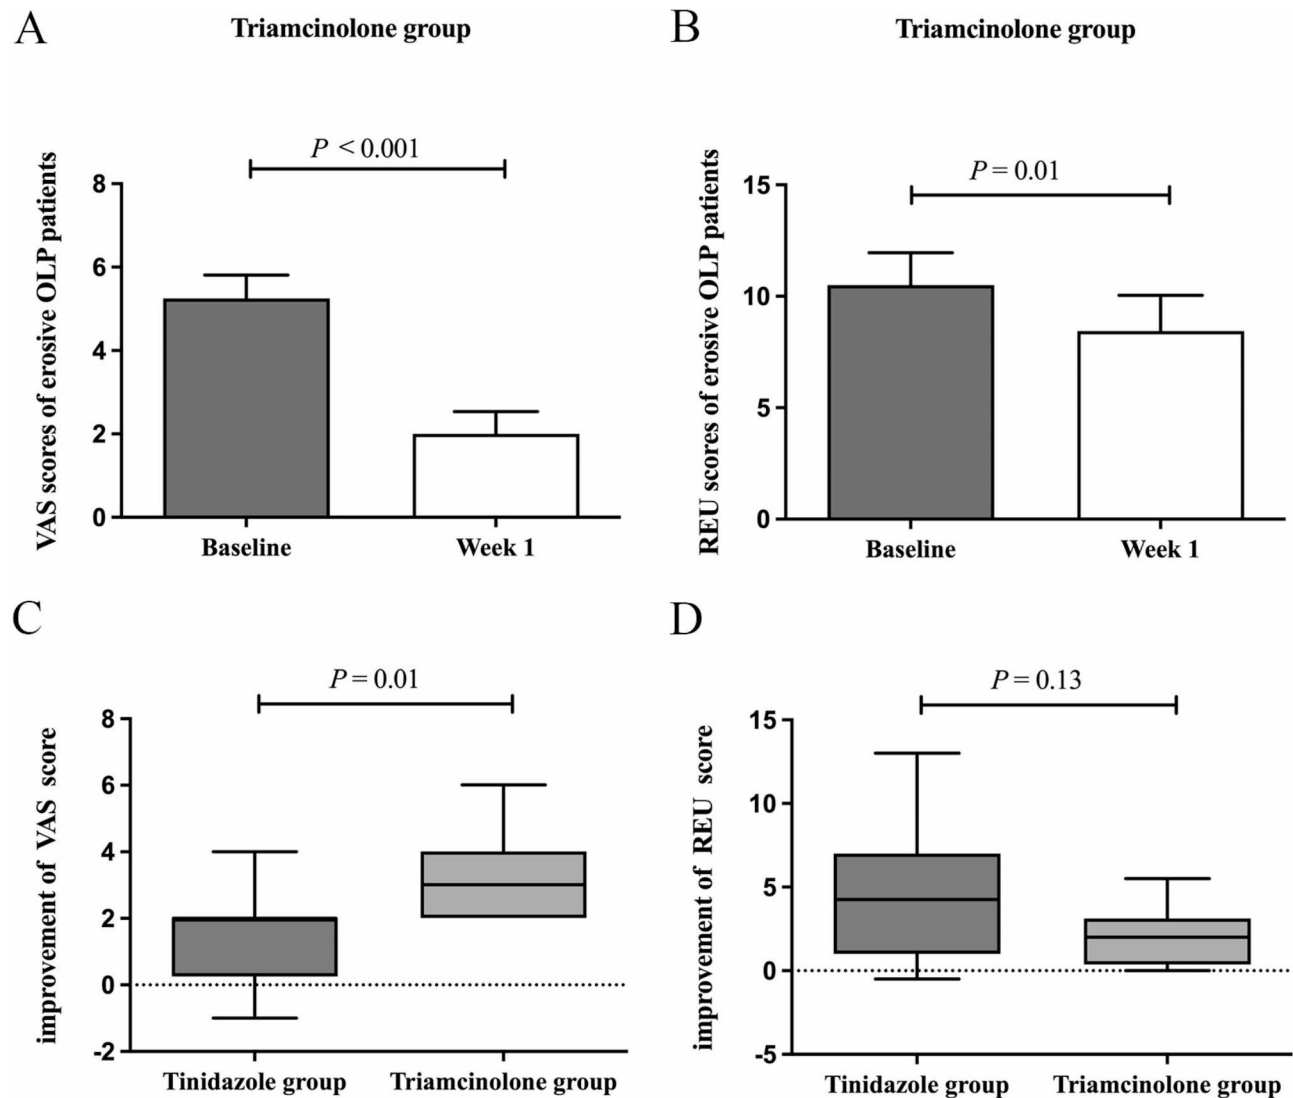 A
Triamcinolone group
VAS scores of erosive OLP patients
P < 0.001
8
6
4
2
0
Baseline
Week 1
B
Triamcinolone group
REU scores of erosive OLP patients
P = 0.01
15
10
5
0
Baseline
Week 1
C
improvement of VAS score
P = 0.01
8
6
4
2
0
-2
Tinidazole group
Triamcinolone group
D
improvement of REU score
P = 0.13
15
10
5
0
-5
Tinidazole group
Triamcinolone group